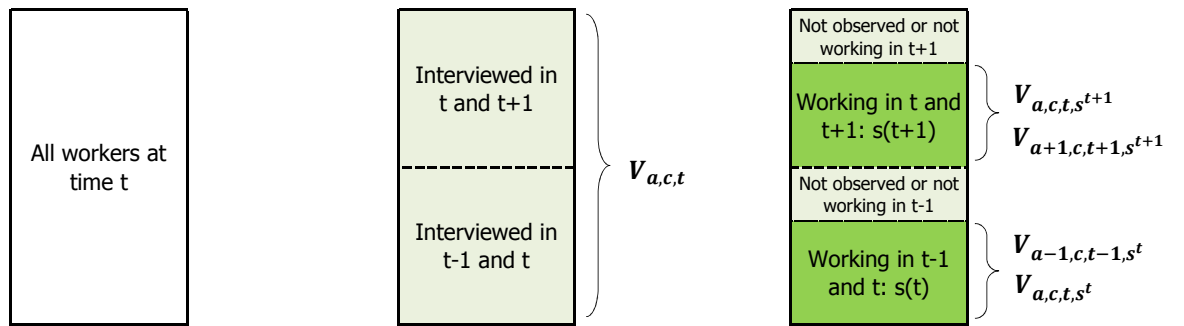 All workers at
time t
Interviewed in
t and t+1
Interviewed in
t-1 and t
V_{a,c,t}
Not observed or not
working in t+1
Working in t and
t+1: s(t+1)
Not observed or not
working in t-1
Working in t-1
and t: s(t)
V_{a,c,t,s^{t+1}}
V_{a+1,c,t+1,s^{t+1}}
V_{a-1,c,t-1,s^t}
V_{a,c,t,s^t}